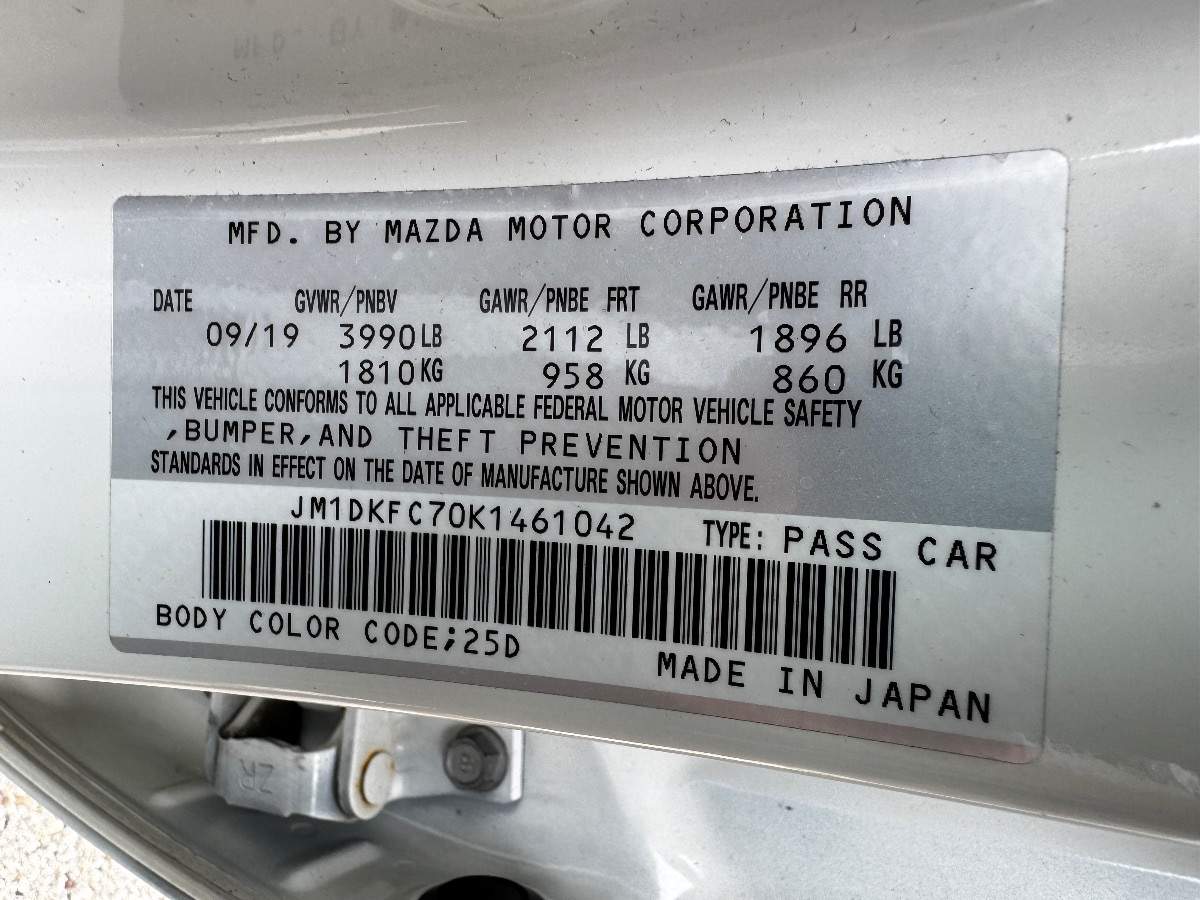 MFD. BY MAZDA MOTOR CORPORATION
DATE GVWR/PNBV GAWR/PNBE FRT GAWR/PNBE RR
09/19 3990LB 2112 LB 1896 LB
1810KG 958 KG 860 KG
THIS VEHICLE CONFORMS TO ALL APPLICABLE FEDERAL MOTOR VEHICLE SAFETY
,BUMPER,AND THEFT PREVENTION
STANDARDS IN EFFECT ON THE DATE OF MANUFACTURE SHOWN ABOVE.
JM1DKFC70K1461042 TYPE: PASS CAR
BODY COLOR CODE;25D
MADE IN JAPAN
ZR